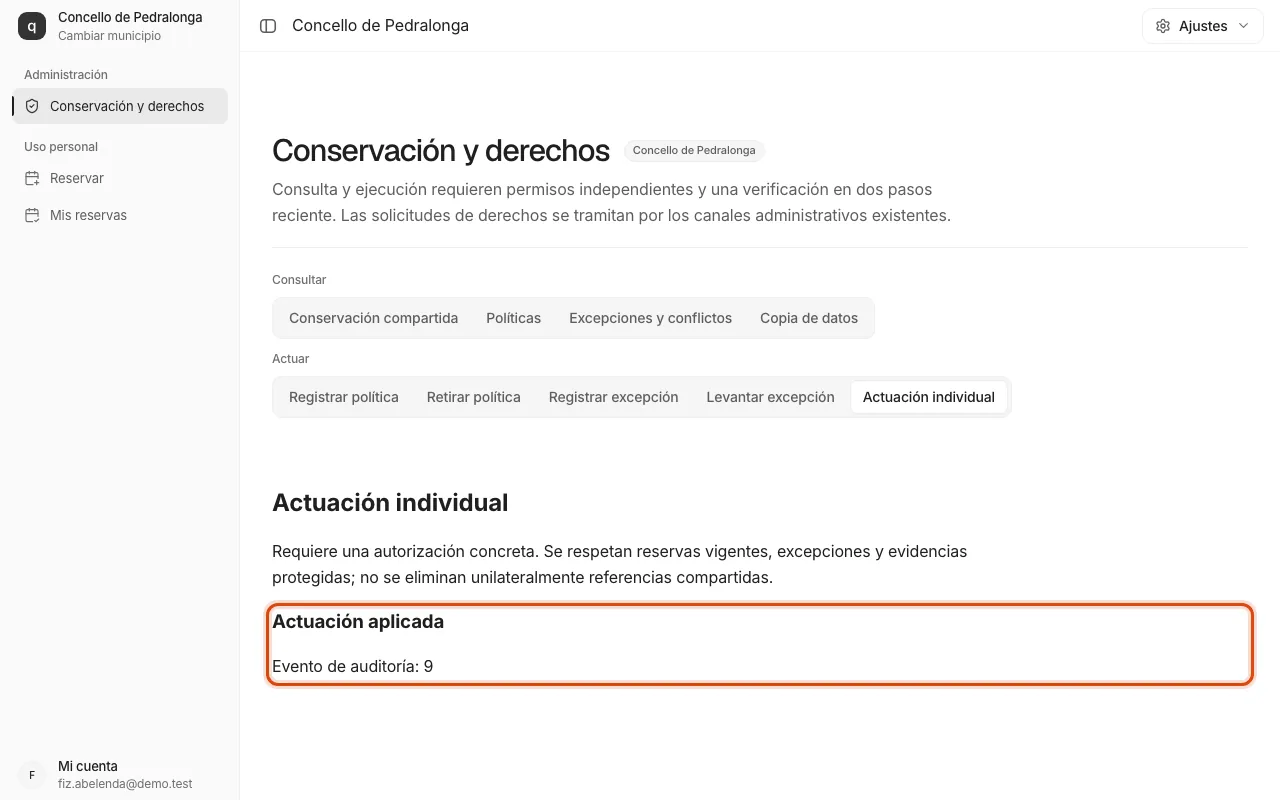 q
Concello de Pedralonga
Cambiar municipio
Administración
Conservación y derechos
Uso personal
Reservar
Mis reservas
F
Mi cuenta
fiz.abelenda@demo.test
Concello de Pedralonga
Ajustes
Conservación y derechos
Concello de Pedralonga
Consulta y ejecución requieren permisos independientes y una verificación en dos pasos
reciente. Las solicitudes de derechos se tramitan por los canales administrativos existentes.
Consultar
Conservación compartida Políticas Excepciones y conflictos Copia de datos
Actuar
Registrar política Retirar política Registrar excepción Levantar excepción Actuación individual
Actuación individual
Requiere una autorización concreta. Se respetan reservas vigentes, excepciones y evidencias
protegidas; no se eliminan unilateralmente referencias compartidas.
Actuación aplicada
Evento de auditoría: 9